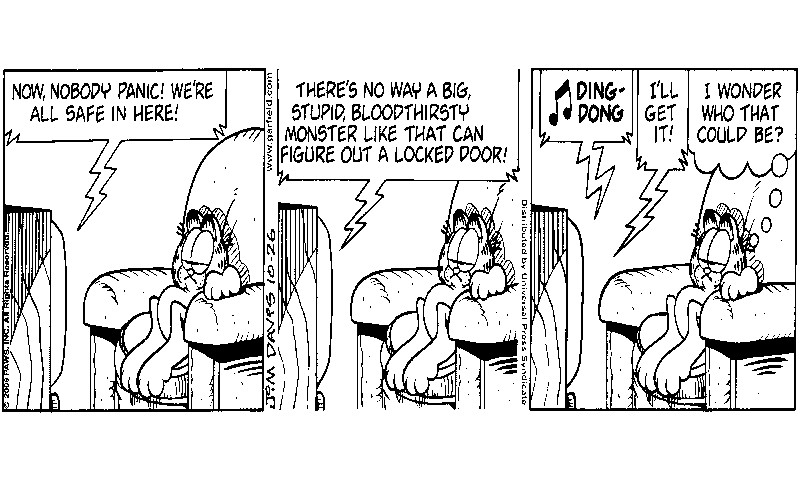 NOW, NOBODY PANIC! WE'RE
ALL SAFE IN HERE!
© 2009 PAWS, INC. All Rights Reserved.
www.garfield.com
THERE'S NO WAY A BIG,
STUPID, BLOODTHIRSTY
MONSTER LIKE THAT CAN
FIGURE OUT A LOCKED DOOR!
JIM DAVIS 10-26
Distributed by Universal Press Syndicate
DING-
DONG
I'LL
GET
IT!
I WONDER
WHO THAT
COULD BE?